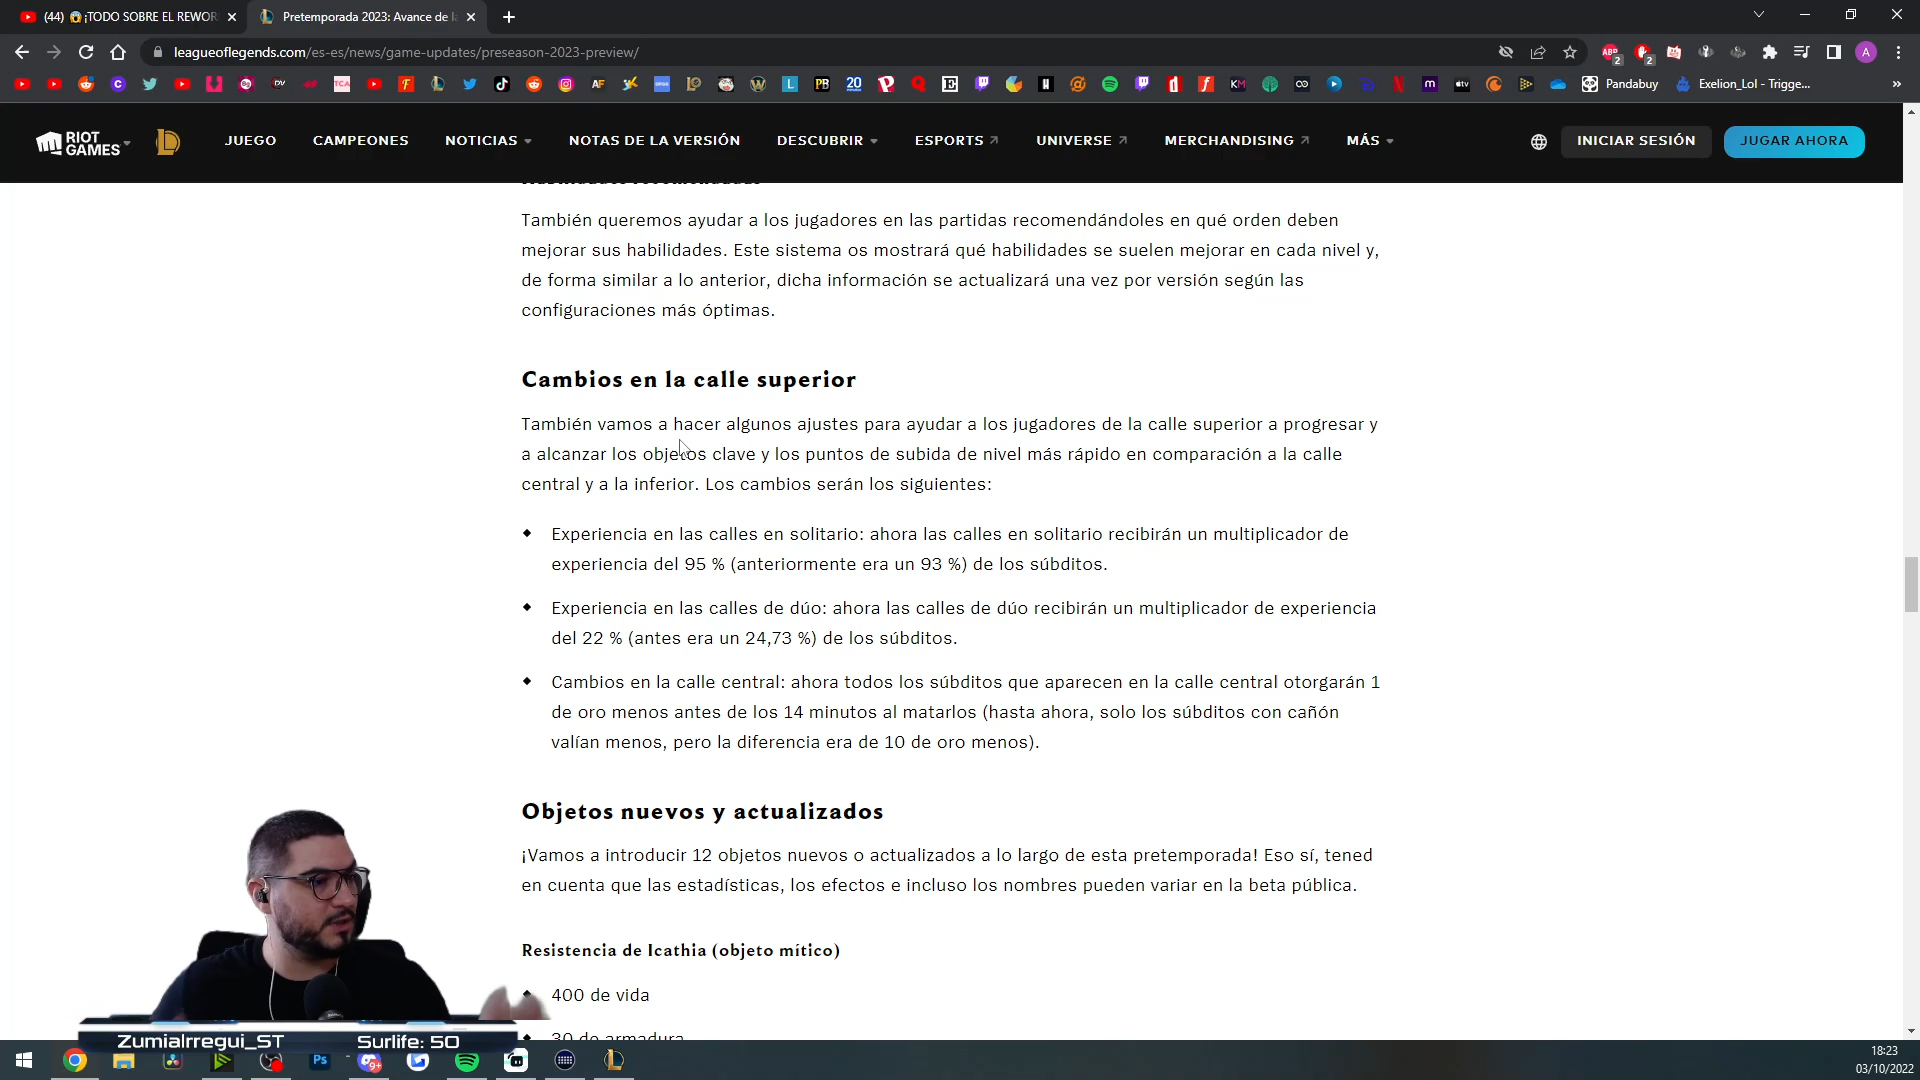 (44) 😱¡TODO SOBRE EL REWOR
Pretemporada 2023: Avance de la
leagueoflegends.com/es-es/news/game-updates/preseason-2023-preview/
Pandabuy
Exelion_Lol - Trigge...
RIOT GAMES
JUEGO
CAMPEONES
NOTICIAS
NOTAS DE LA VERSIÓN
DESCUBRIR
ESPORTS
UNIVERSE
MERCHANDISING
MÁS
INICIAR SESIÓN
JUGAR AHORA
También queremos ayudar a los jugadores en las partidas recomendándoles en qué orden deben
mejorar sus habilidades. Este sistema os mostrará qué habilidades se suelen mejorar en cada nivel y,
de forma similar a lo anterior, dicha información se actualizará una vez por versión según las
configuraciones más óptimas.
Cambios en la calle superior
También vamos a hacer algunos ajustes para ayudar a los jugadores de la calle superior a progresar y
a alcanzar los objetos clave y los puntos de subida de nivel más rápido en comparación a la calle
central y a la inferior. Los cambios serán los siguientes:
Experiencia en las calles en solitario: ahora las calles en solitario recibirán un multiplicador de
experiencia del 95 % (anteriormente era un 93 %) de los súbditos.
Experiencia en las calles de dúo: ahora las calles de dúo recibirán un multiplicador de experiencia
del 22 % (antes era un 24,73 %) de los súbditos.
Cambios en la calle central: ahora todos los súbditos que aparecen en la calle central otorgarán 1
de oro menos antes de los 14 minutos al matarlos (hasta ahora, solo los súbditos con cañón
valían menos, pero la diferencia era de 10 de oro menos).
Objetos nuevos y actualizados
¡Vamos a introducir 12 objetos nuevos o actualizados a lo largo de esta pretemporada! Eso sí, tened
en cuenta que las estadísticas, los efectos e incluso los nombres pueden variar en la beta pública.
Resistencia de Icathia (objeto mítico)
400 de vida
30 de armadura
ZumiaIrregui_ST
Surlife: 50
18:23
03/10/2022